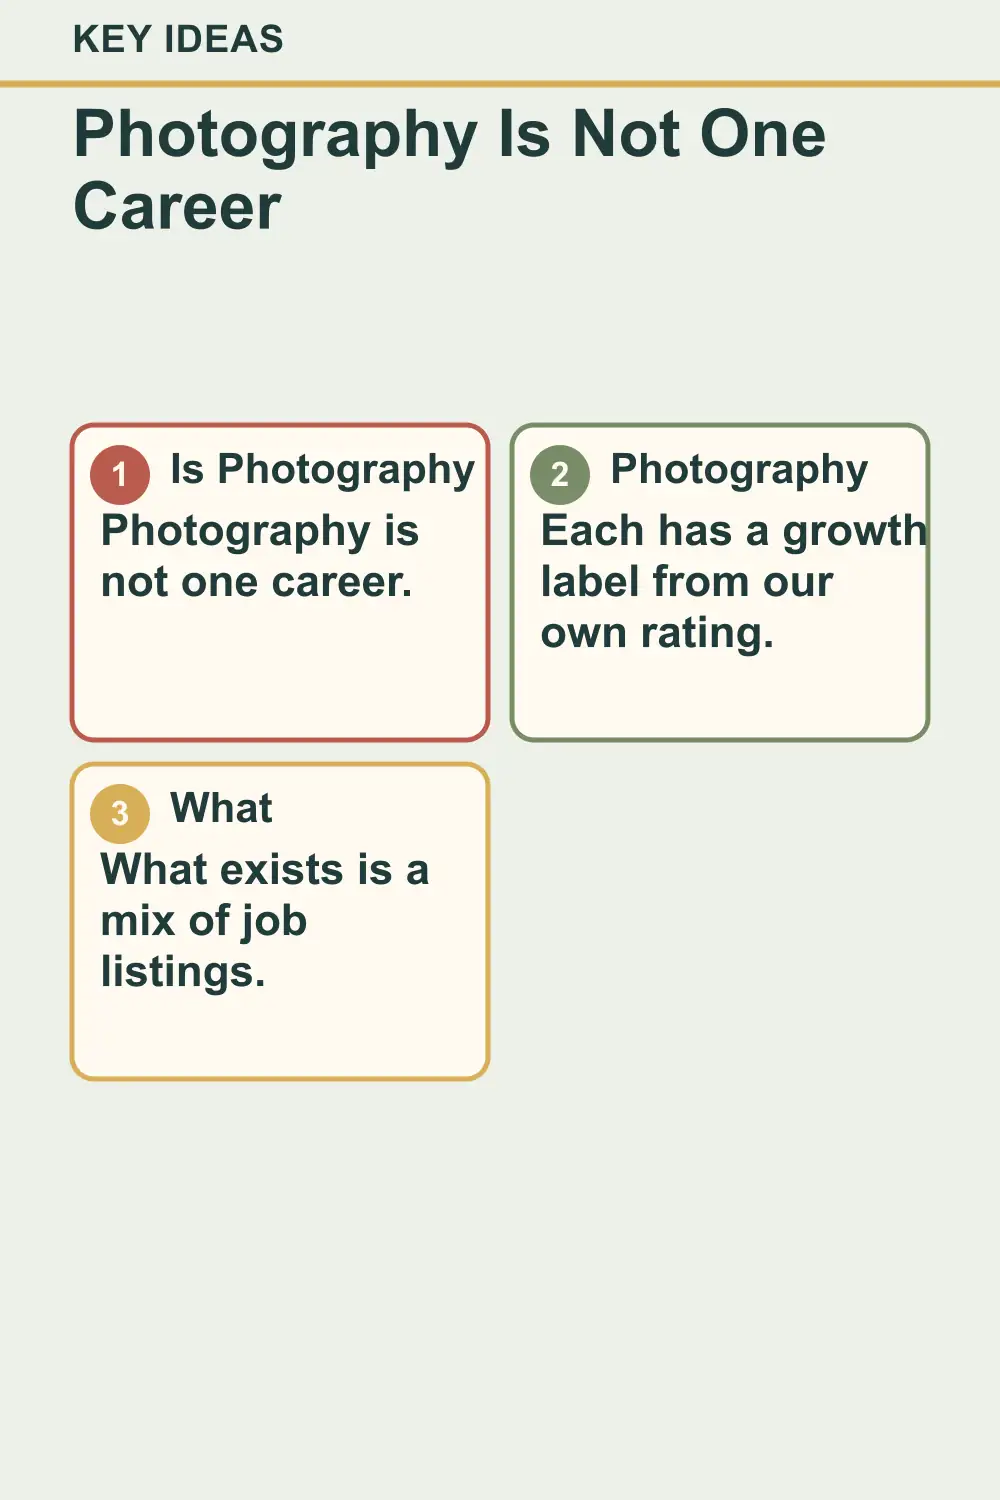 KEY IDEAS
Photography Is Not One
Career
1 Is Photography
Photography is
not one career.
2 Photography
Each has a growth
label from our
own rating.
3 What
What exists is a
mix of job
listings.